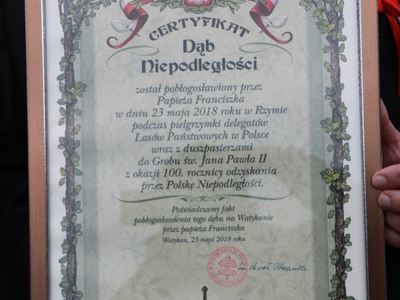 CERTYFIKAT
Dąb
Niepodległości
został pobłogosławiony przez
Papieża Franciszka
w dniu 23 maja 2018 roku w Rzymie
podczas pielgrzymki delegatów
Lasów Państwowych w Polsce
wraz z duszpasterzami
do Grobu św. Jana Pawła II
z okazji 100. rocznicy odzyskania
przez Polskę Niepodległości.
Poświadczamy fakt
pobłogosławienia tego dębu na Watykanie
przez papieża Franciszka
Watykan, 23 maja 2018 roku